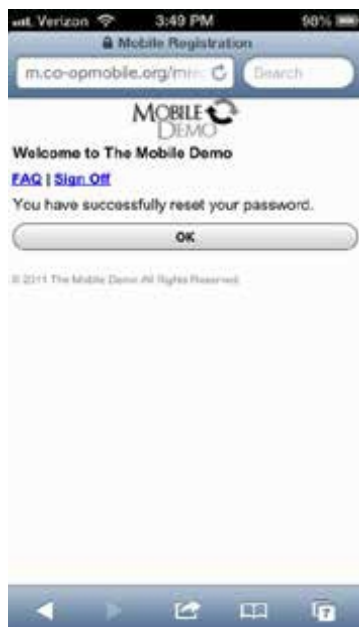 Verizon 3:49 PM 98%
Mobile Registration
m.co-opmobile.org/m Search
MOBILE
DEMO
Welcome to The Mobile Demo
FAQ | Sign Off
You have successfully reset your password.
OK
© 2011 The Mobile Demo All Rights Reserved.
7